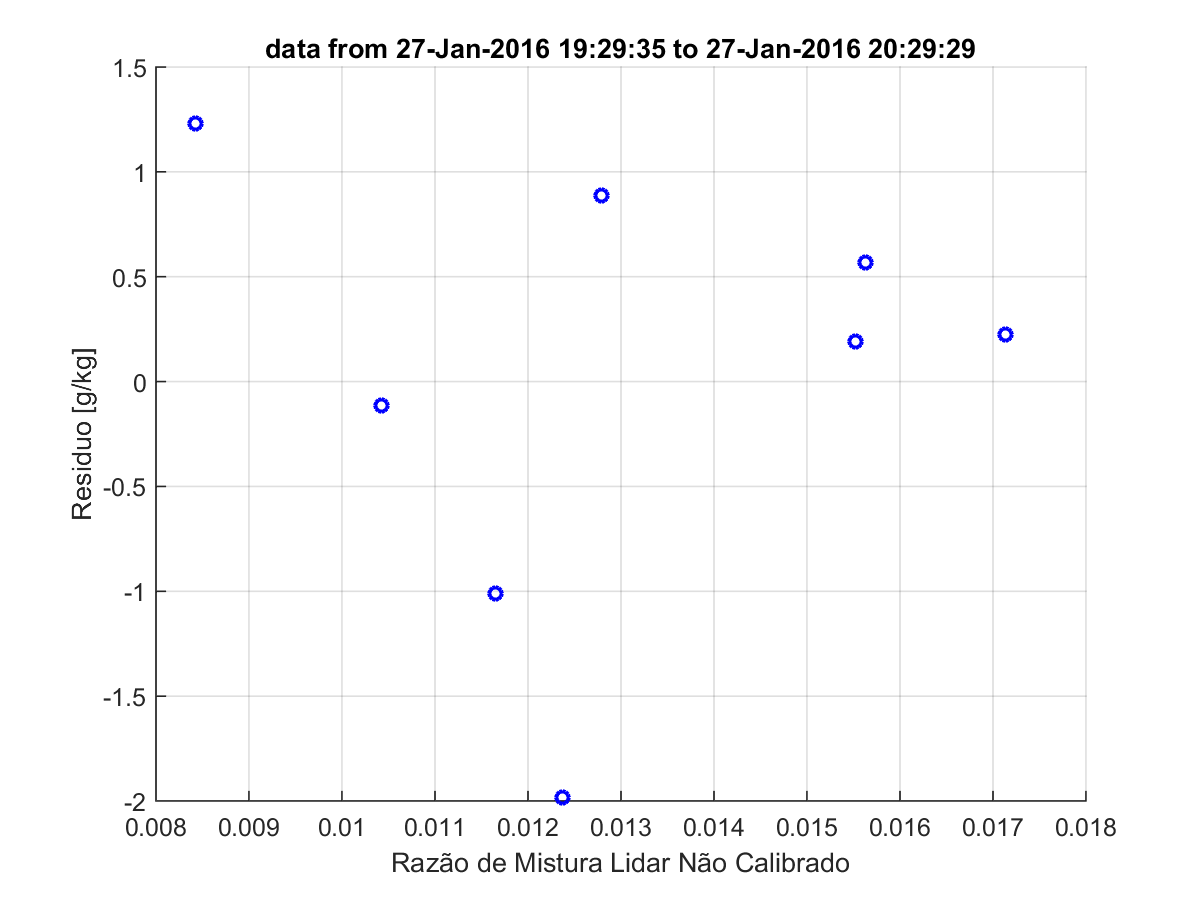 data from 27-Jan-2016 19:29:35 to 27-Jan-2016 20:29:29
1.5
1
0.5
0
-0.5
-1
-1.5
-2
Residuo [g/kg]
0.008 0.009 0.01 0.011 0.012 0.013 0.014 0.015 0.016 0.017 0.018
Razão de Mistura Lidar Não Calibrado